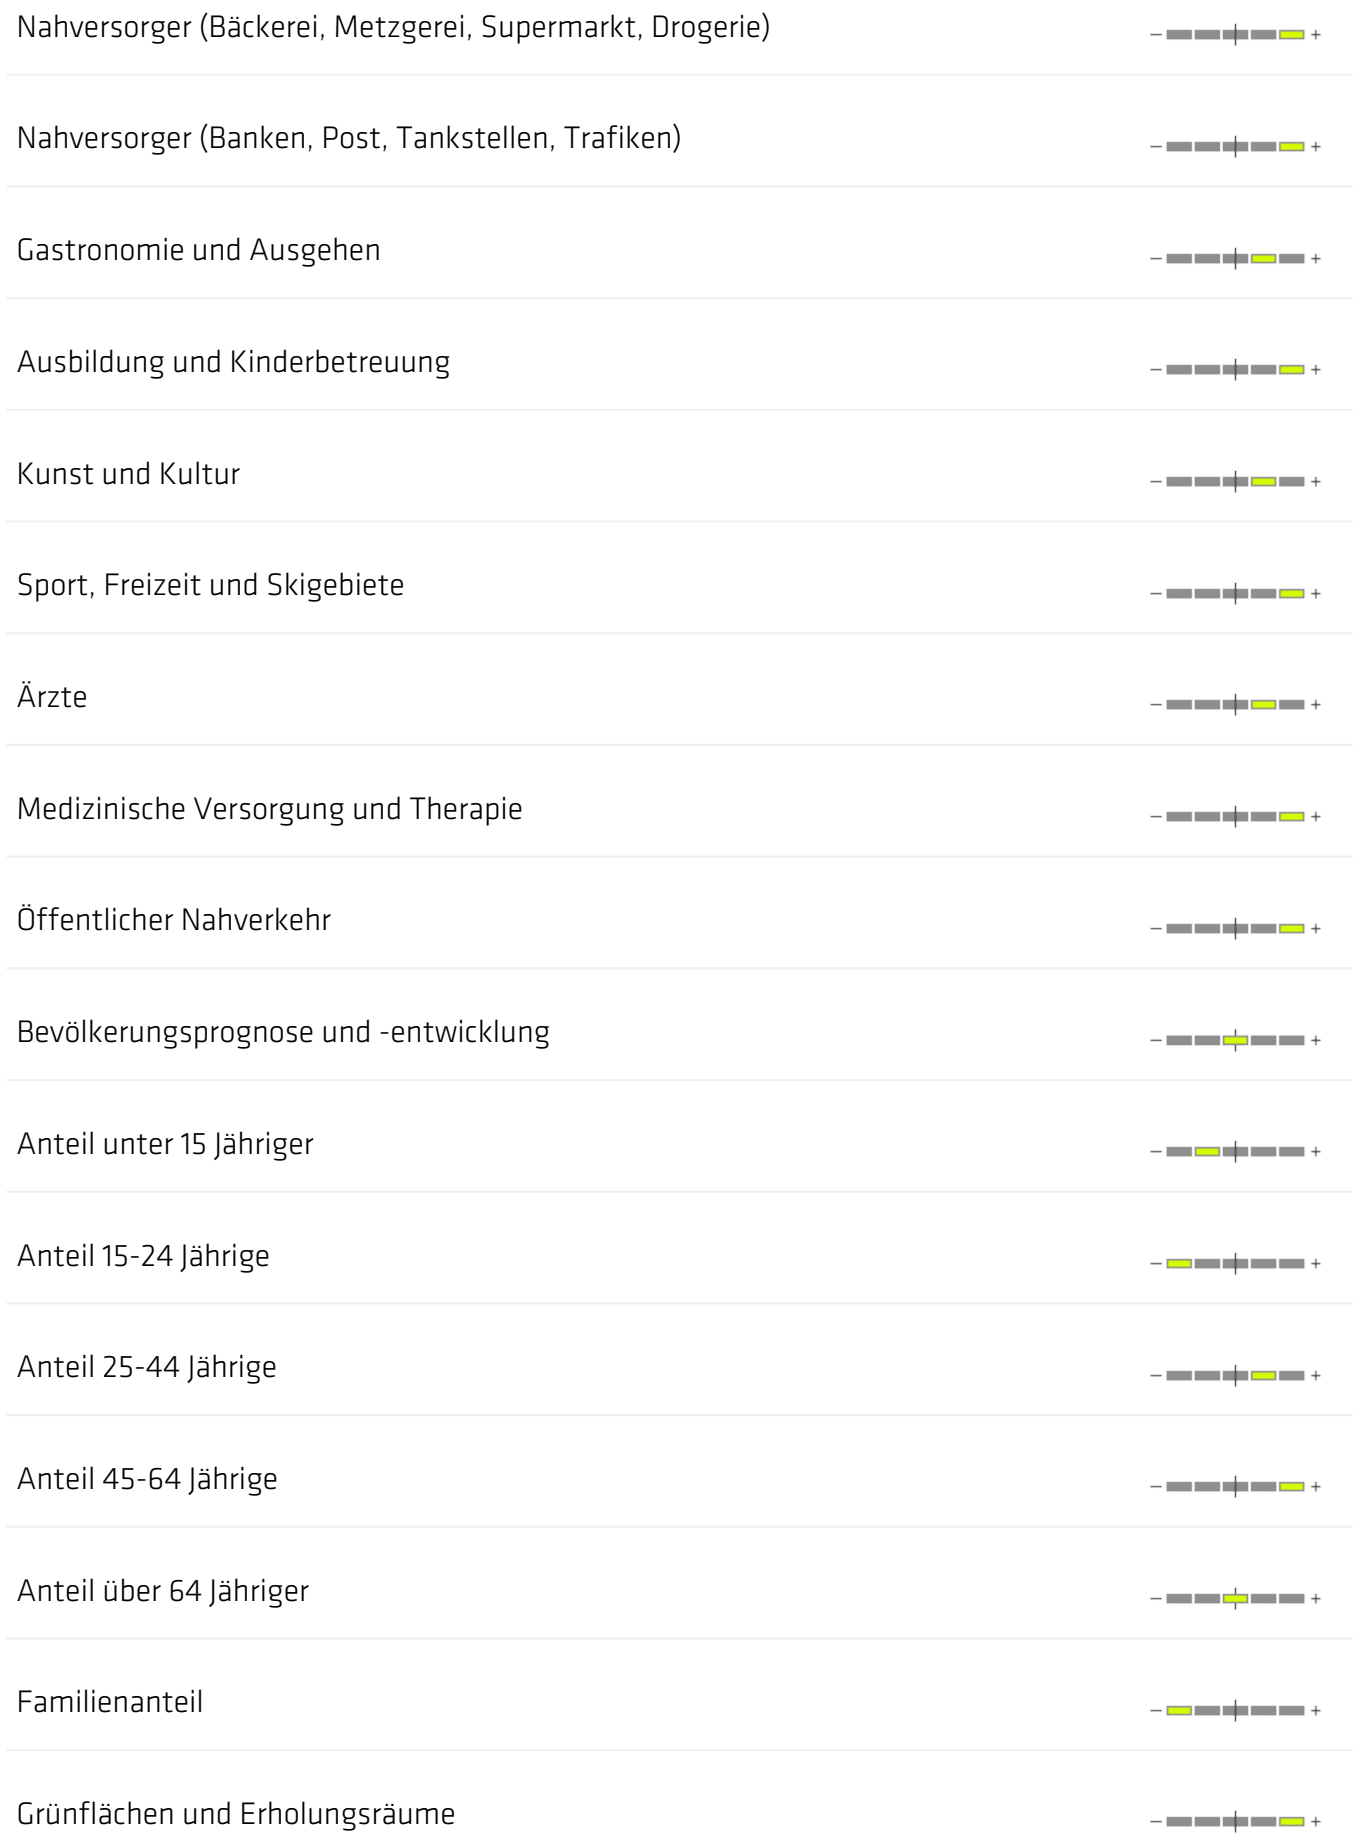 Nahversorger (Bäckerei, Metzgerei, Supermarkt, Drogerie) – +
Nahversorger (Banken, Post, Tankstellen, Trafiken) – +
Gastronomie und Ausgehen – +
Ausbildung und Kinderbetreuung – +
Kunst und Kultur – +
Sport, Freizeit und Skigebiete – +
Ärzte – +
Medizinische Versorgung und Therapie – +
Öffentlicher Nahverkehr – +
Bevölkerungsprognose und -entwicklung – +
Anteil unter 15 Jähriger – +
Anteil 15-24 Jährige – +
Anteil 25-44 Jährige – +
Anteil 45-64 Jährige – +
Anteil über 64 Jähriger – +
Familienanteil – +
Grünflächen und Erholungsräume – +